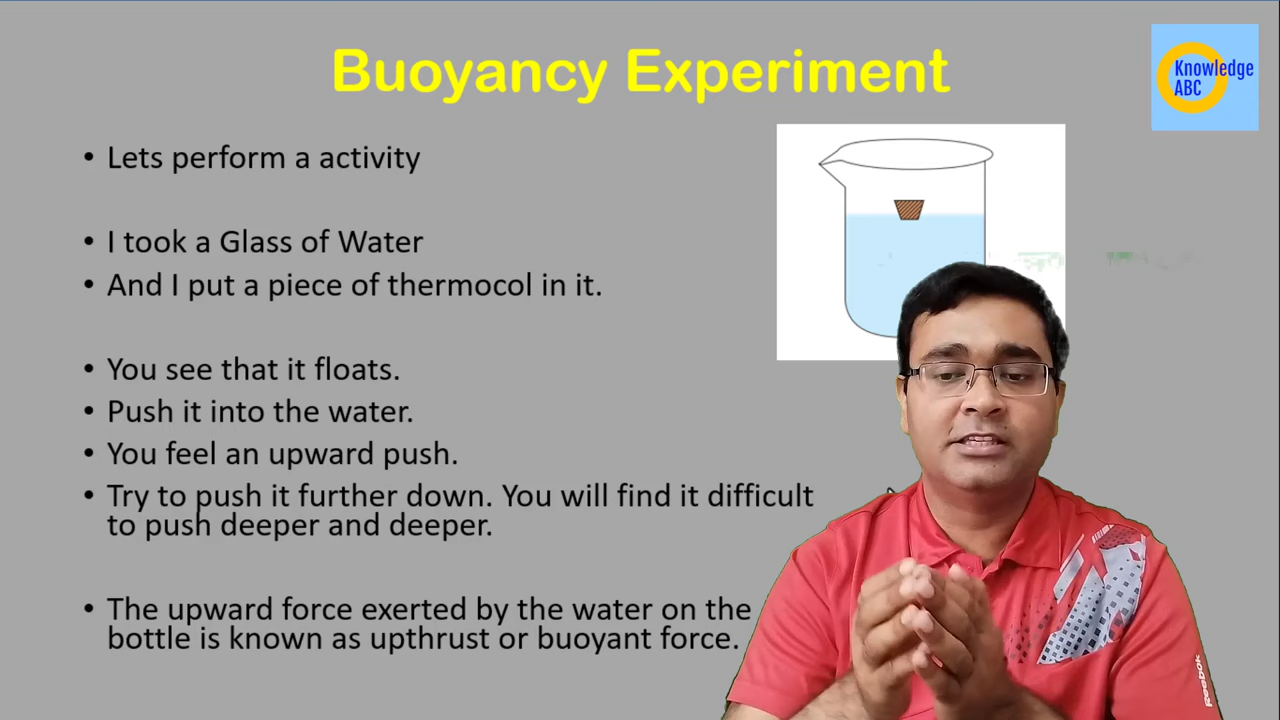 Buoyancy Experiment
Knowledge
ABC
• Lets perform a activity
• I took a Glass of Water
• And I put a piece of thermocol in it.
• You see that it floats.
• Push it into the water.
• You feel an upward push.
• Try to push it further down. You will find it difficult
to push deeper and deeper.
• The upward force exerted by the water on the
bottle is known as upthrust or buoyant force.
Reebok